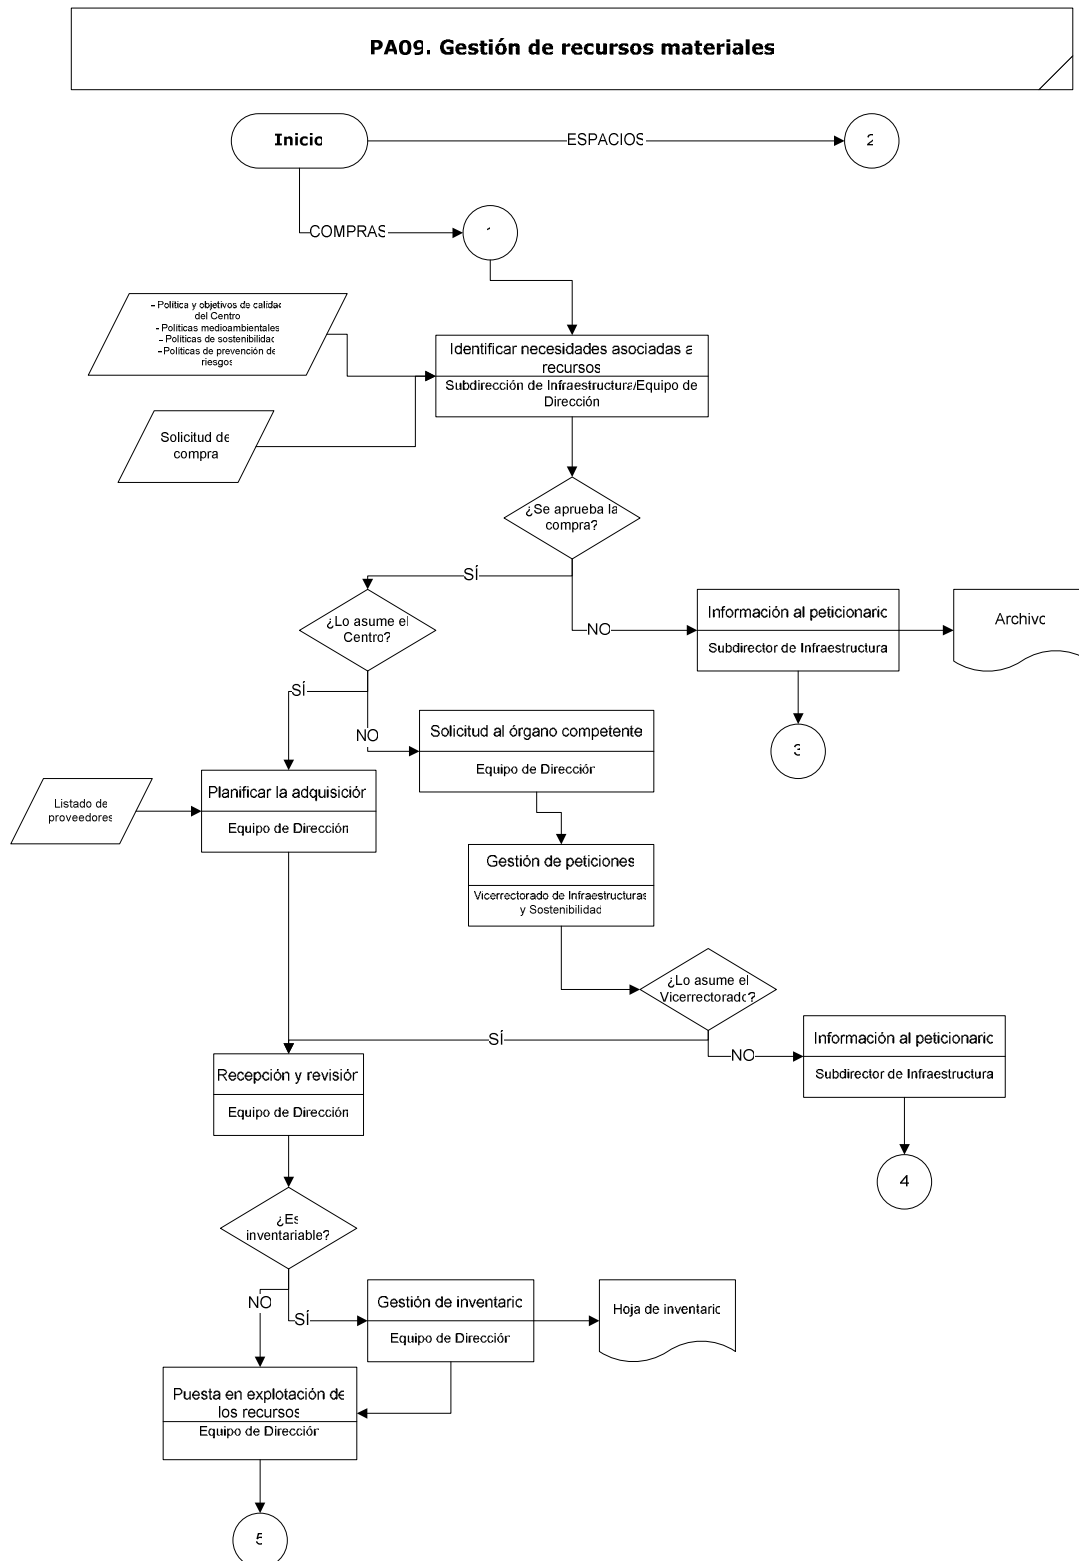 PA09. Gestión de recursos materiales
Inicio
ESPACIOS
2
COMPRAS
1
- Política y objetivos de calidad
del Centro
- Políticas medioambientales
- Políticas de sostenibilidad
- Políticas de prevención de
riesgos
Identificar necesidades asociadas a
recursos
Subdirección de Infraestructura/Equipo de
Dirección
Solicitud de
compra
¿Se aprueba la
compra?
SÍ
NO
¿Lo asume el
Centro?
Información al peticionario
Subdirector de Infraestructura
Archivo
SÍ
NO
3
Solicitud al órgano competente
Equipo de Dirección
Listado de
proveedores
Planificar la adquisición
Equipo de Dirección
Gestión de peticiones
Vicerrectorado de Infraestructuras
y Sostenibilidad
¿Lo asume el
Vicerrectorado?
SÍ
NO
Información al peticionario
Subdirector de Infraestructura
Recepción y revisión
Equipo de Dirección
4
¿Es
inventariable?
NO
SÍ
Gestión de inventario
Equipo de Dirección
Hoja de inventario
Puesta en explotación de
los recursos
Equipo de Dirección
5